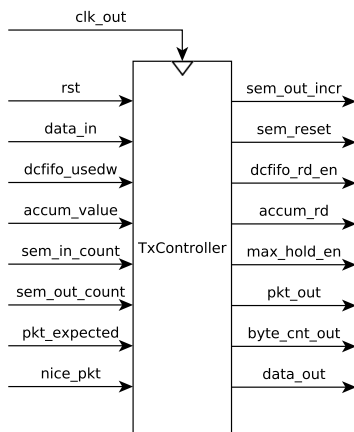 clk_out
rst
sem_out_incr
data_in
sem_reset
dcfifo_usedw
dcfifo_rd_en
accum_value
accum_rd
TxController
sem_in_count
max_hold_en
sem_out_count
pkt_out
pkt_expected
byte_cnt_out
nice_pkt
data_out